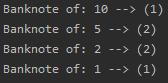 Banknote of: 10 --> (1)
Banknote of: 5 --> (2)
Banknote of: 2 --> (2)
Banknote of: 1 --> (1)